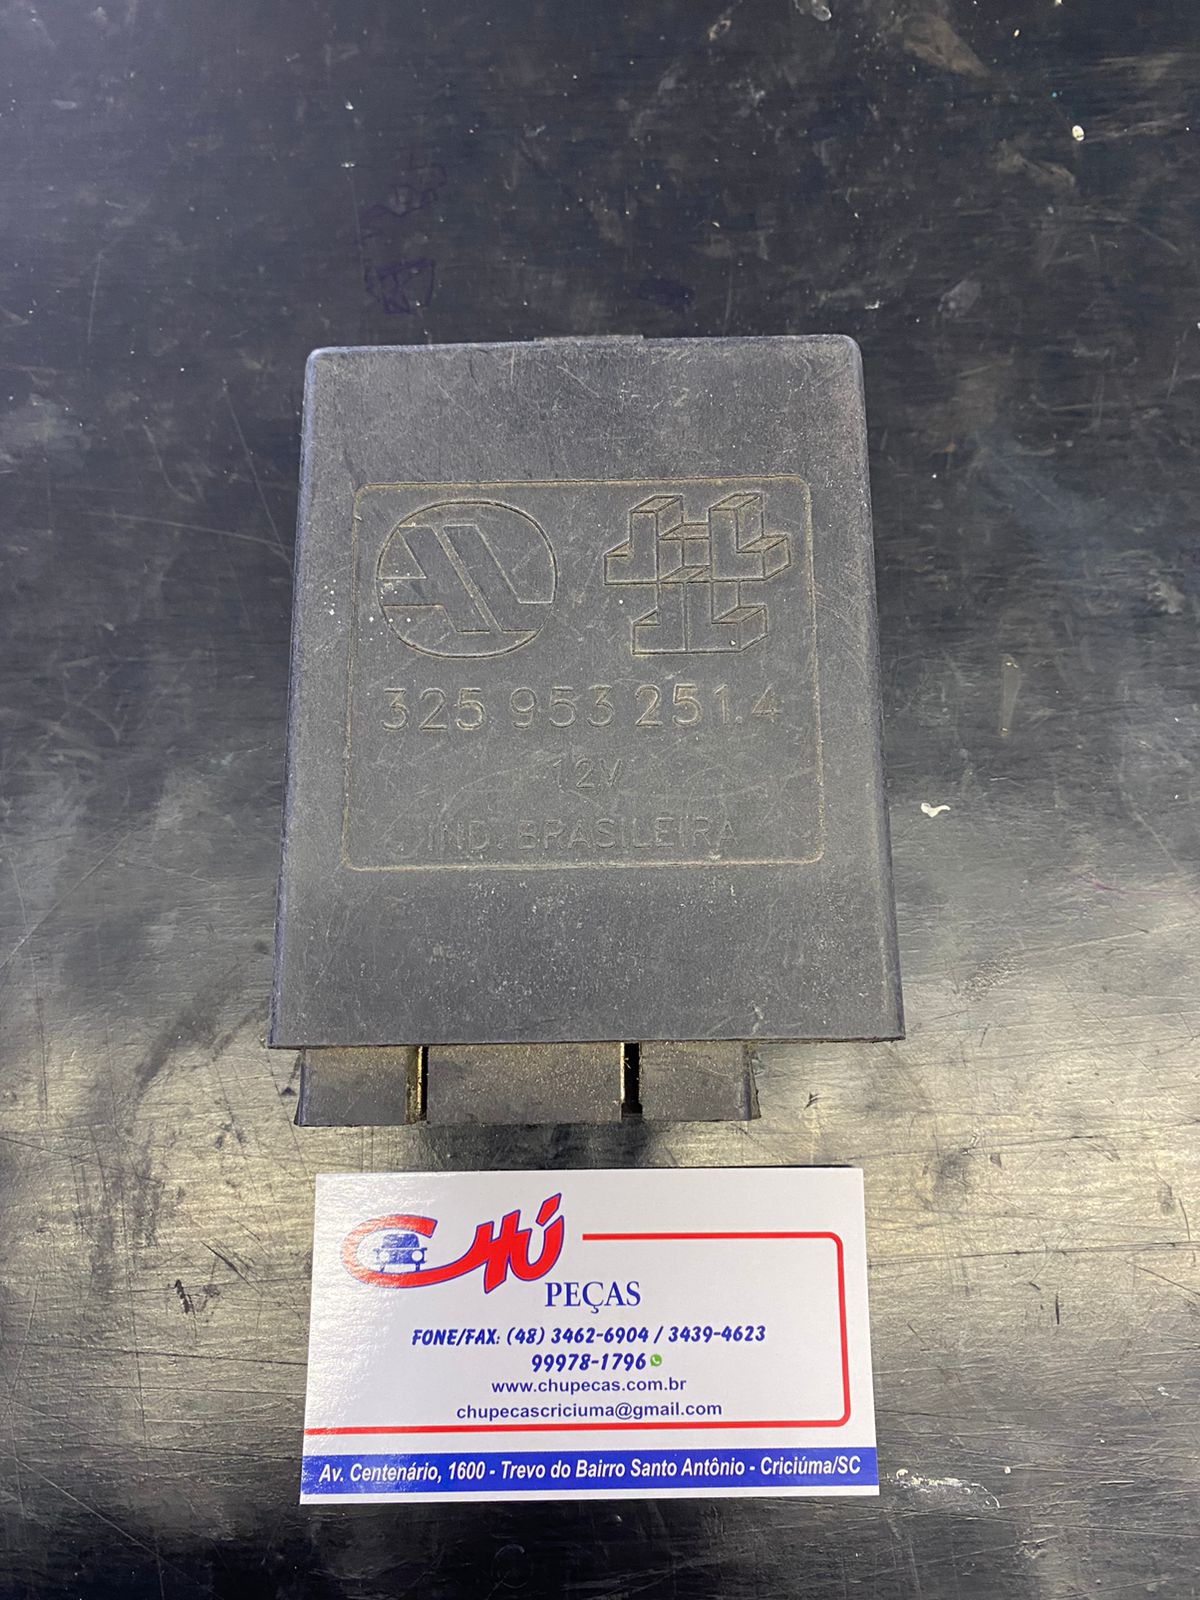 AL
325 953 251.4
12V
IND. BRASILEIRA
CHÚ
PEÇAS
FONE/FAX: (48) 3462-6904 / 3439-4623
99978-1796
www.chupecas.com.br
chupecascriciuma@gmail.com
Av. Centenário, 1600 - Trevo do Bairro Santo Antônio - Criciúma/SC